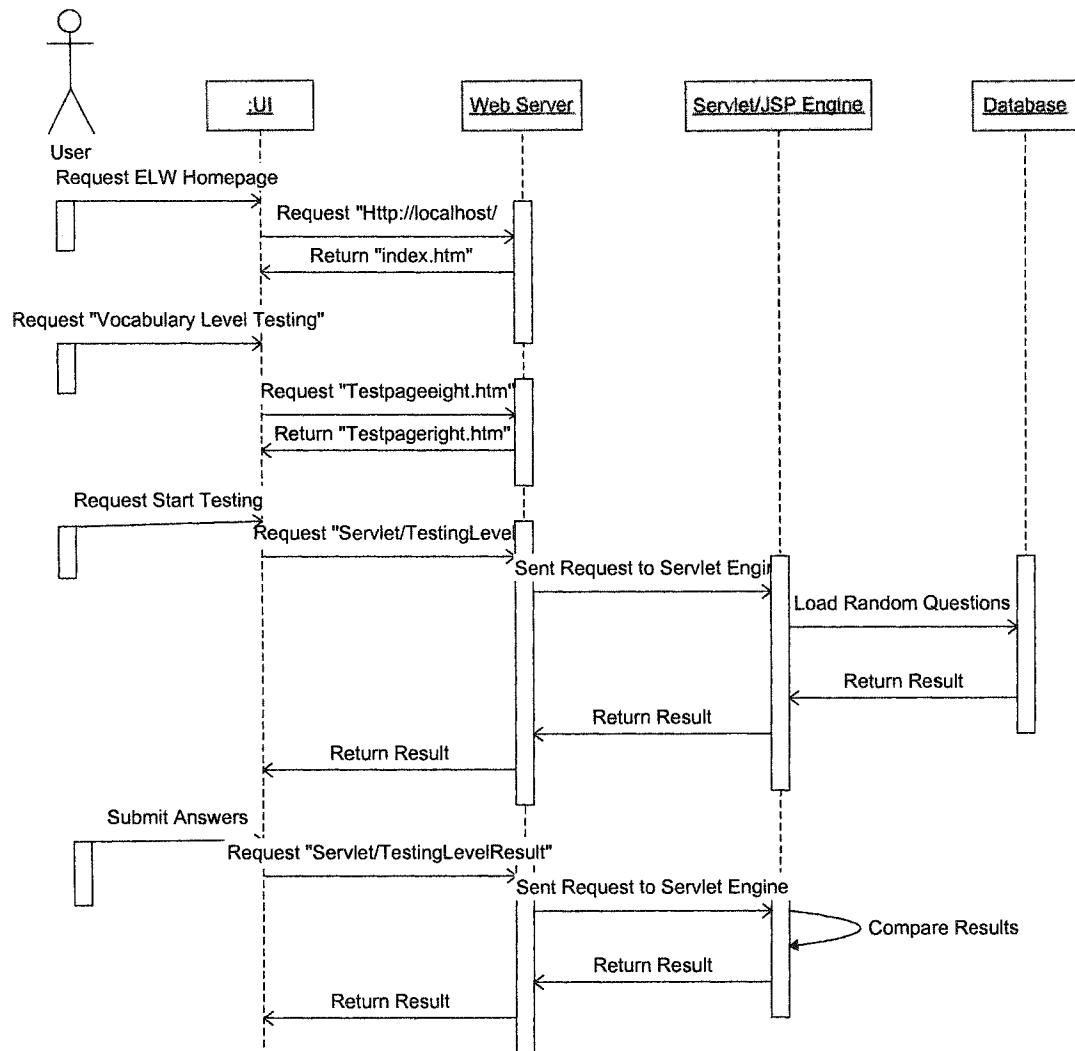 :UI
Web Server
Servlet/JSP Engine
Database
User
Request ELW Homepage
Request "Http://localhost/
Return "index.htm"
Request "Vocabulary Level Testing"
Request "Testpageeight.htm"
Return "Testpageright.htm"
Request Start Testing
Request "Servlet/TestingLevel
Sent Request to Servlet Engin
Load Random Questions
Return Result
Return Result
Return Result
Submit Answers
Request "Servlet/TestingLevelResult"
Sent Request to Servlet Engine
Compare Results
Return Result
Return Result